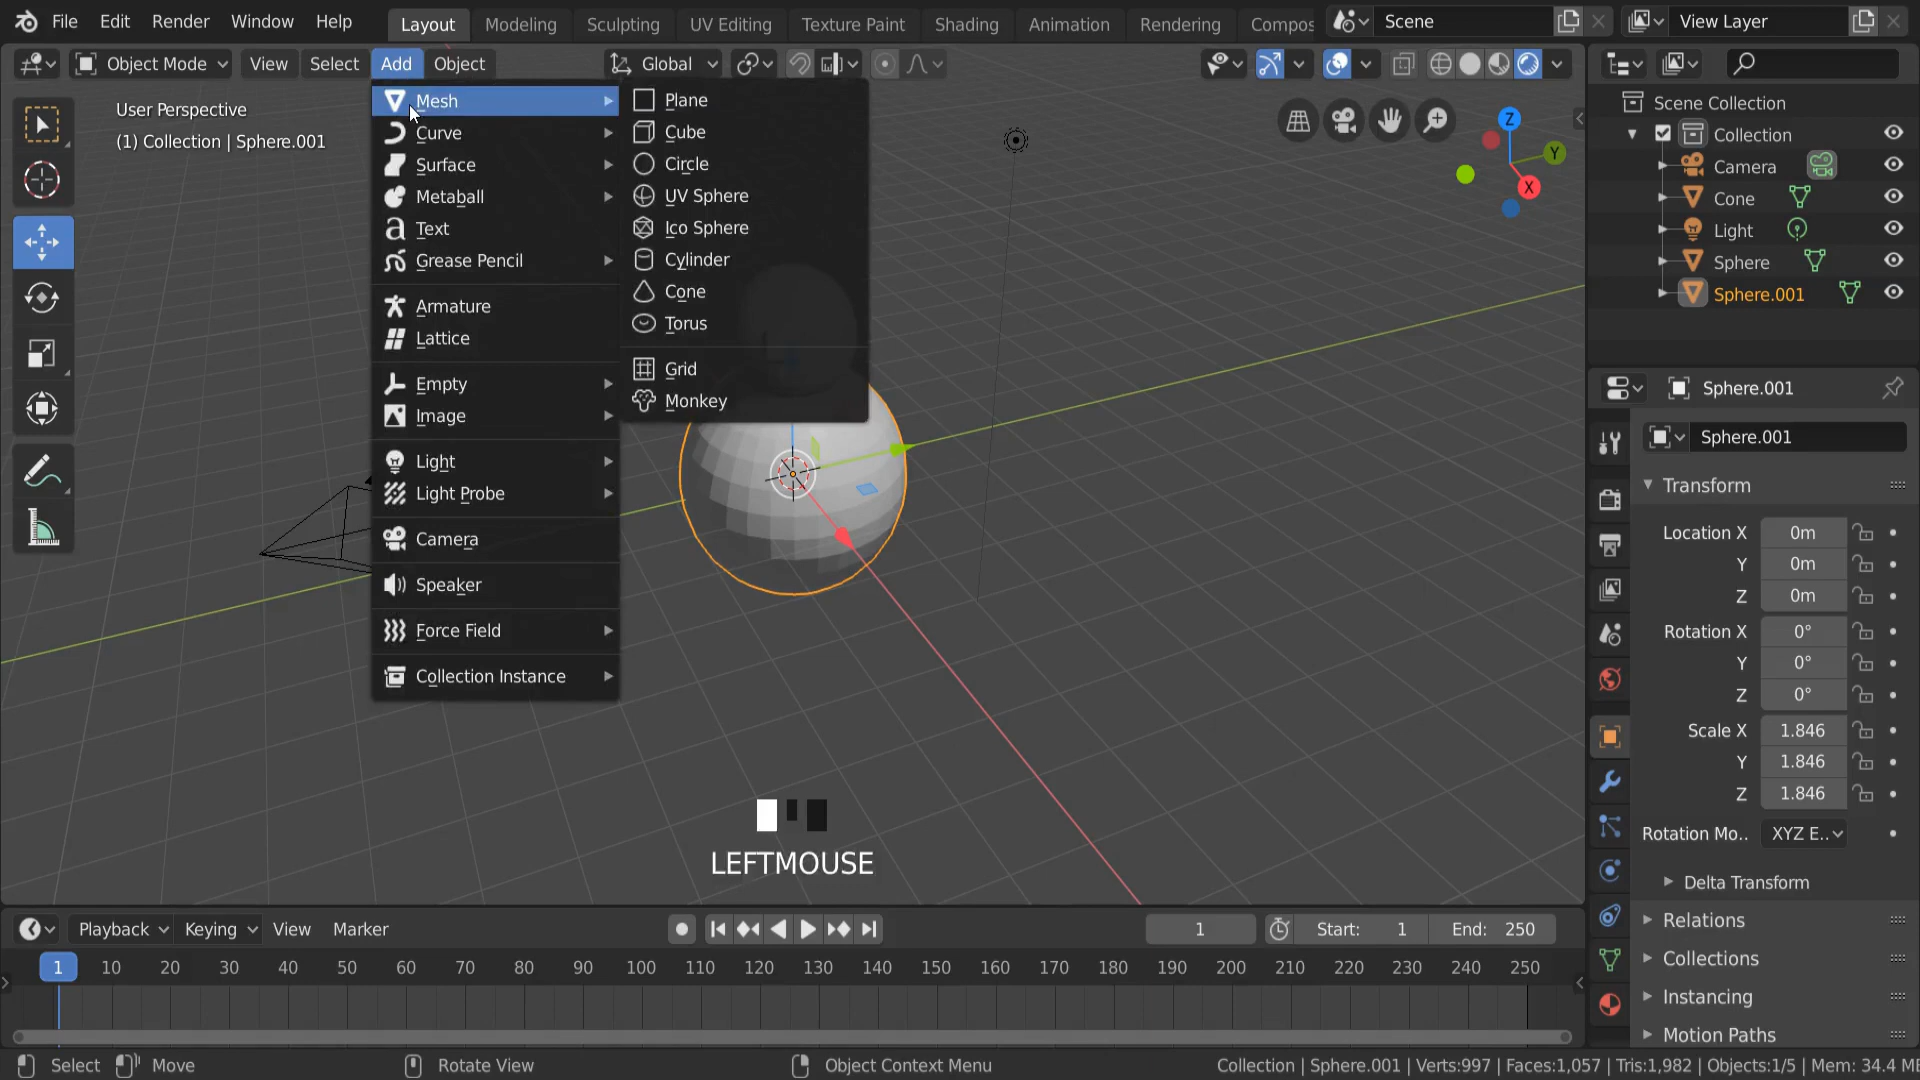 File Edit Render Window Help Layout Modeling Sculpting UV Editing Texture Paint Shading Animation Rendering Compos Scene View Layer
Object Mode View Select Add Object Global
User Perspective
(1) Collection | Sphere.001
Mesh
Curve
Surface
Metaball
Text
Grease Pencil
Armature
Lattice
Empty
Image
Light
Light Probe
Camera
Speaker
Force Field
Collection Instance
Plane
Cube
Circle
UV Sphere
Ico Sphere
Cylinder
Cone
Torus
Grid
Monkey
Z
Y
X
LEFTMOUSE
Scene Collection
Collection
Camera
Cone
Light
Sphere
Sphere.001
Sphere.001
Sphere.001
Transform
Location X 0m
Y 0m
Z 0m
Rotation X 0°
Y 0°
Z 0°
Scale X 1.846
Y 1.846
Z 1.846
Rotation Mo.. XYZ E..
Delta Transform
Relations
Collections
Instancing
Motion Paths
Playback Keying View Marker 1 Start: 1 End: 250
1 10 20 30 40 50 60 70 80 90 100 110 120 130 140 150 160 170 180 190 200 210 220 230 240 250
Select Move Rotate View Object Context Menu Collection | Sphere.001 | Verts:997 | Faces:1,057 | Tris:1,982 | Objects:1/5 | Mem: 34.4 M